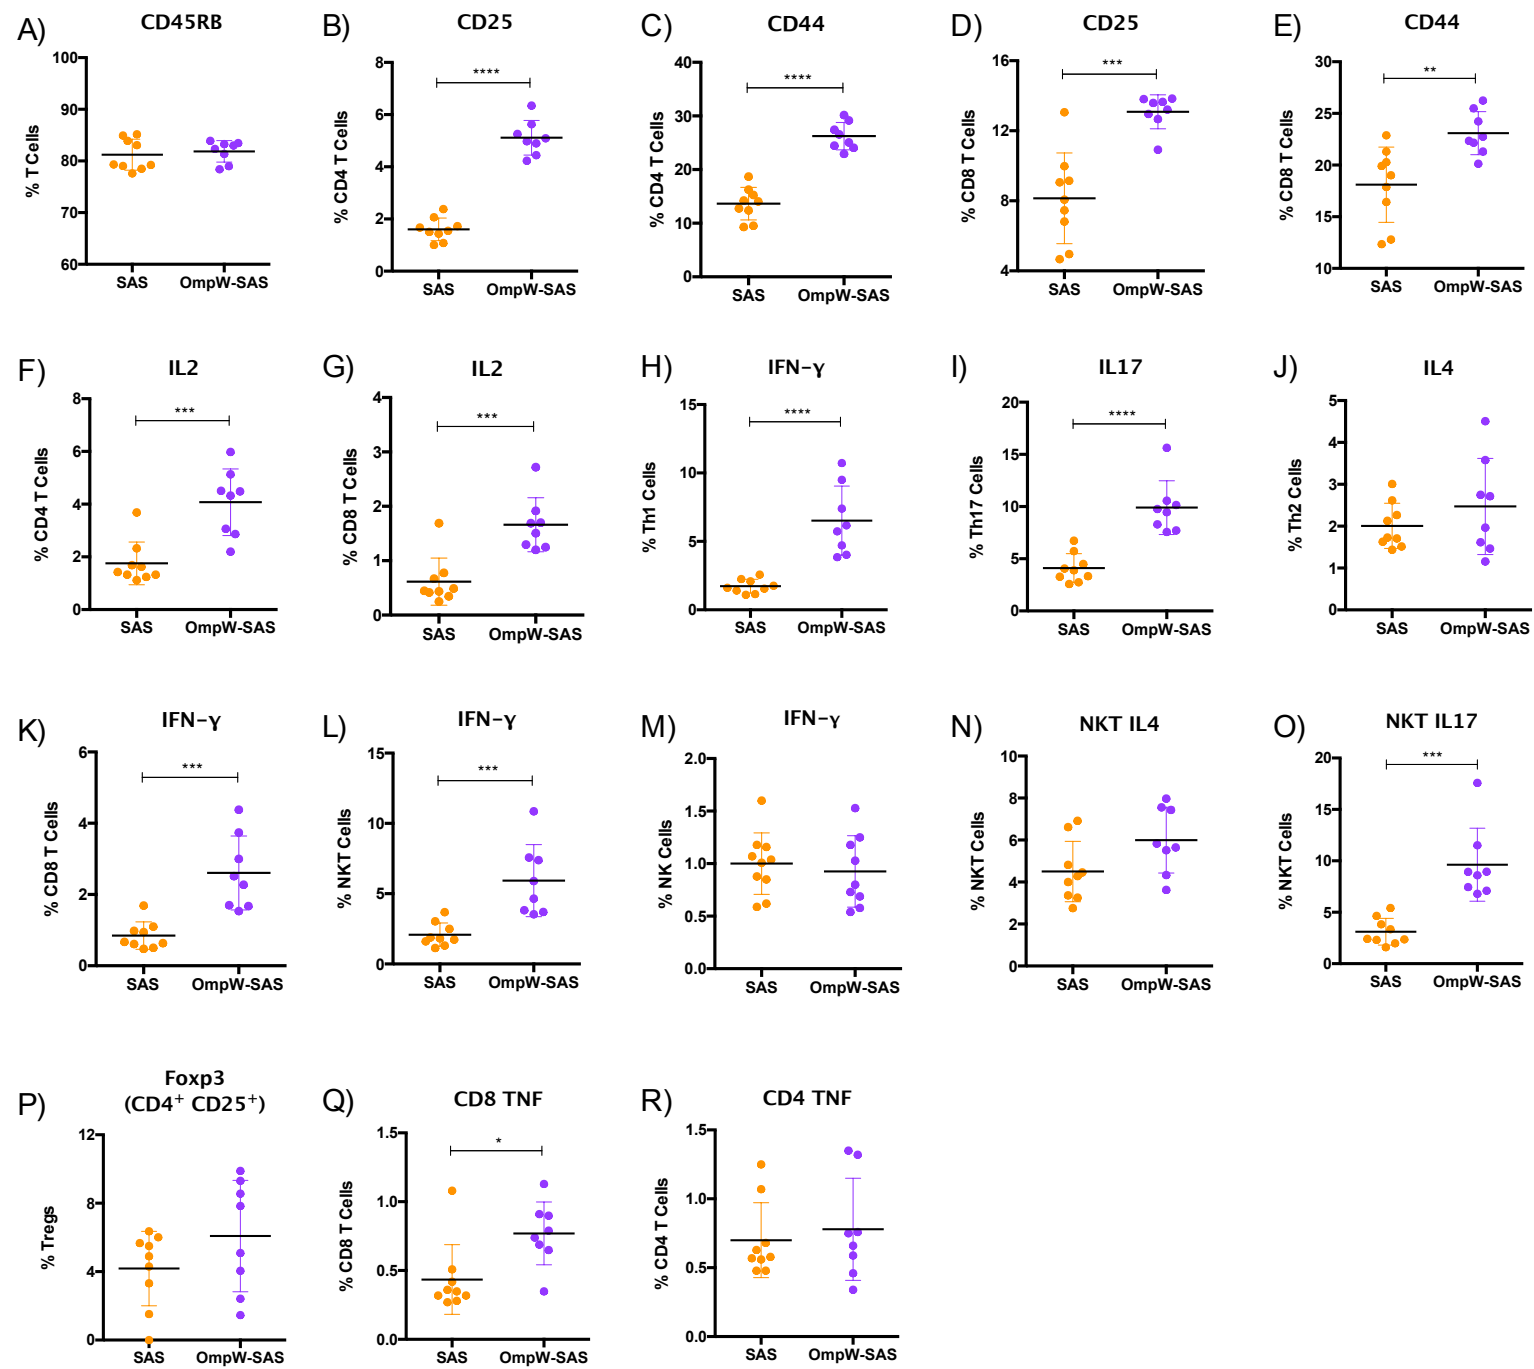 A)
CD45RB
% T Cells
100
90
80
70
60
SAS
OmpW-SAS
B)
CD25
% CD4 T Cells
8
6
4
2
0
****
SAS
OmpW-SAS
C)
CD44
% CD4 T Cells
40
30
20
10
0
****
SAS
OmpW-SAS
D)
CD25
% CD8 T Cells
16
12
8
4
***
SAS
OmpW-SAS
E)
CD44
% CD8 T Cells
30
25
20
15
10
**
SAS
OmpW-SAS
F)
IL2
% CD4 T Cells
8
6
4
2
0
***
SAS
OmpW-SAS
G)
IL2
% CD8 T Cells
4
3
2
1
0
***
SAS
OmpW-SAS
H)
IFN-γ
% Th1 Cells
15
10
5
0
****
SAS
OmpW-SAS
I)
IL17
% Th17 Cells
20
15
10
5
0
****
SAS
OmpW-SAS
J)
IL4
% Th2 Cells
5
4
3
2
1
0
SAS
OmpW-SAS
K)
IFN-γ
% CD8 T Cells
6
4
2
0
***
SAS
OmpW-SAS
L)
IFN-γ
% NKT Cells
15
10
5
0
***
SAS
OmpW-SAS
M)
IFN-γ
% NK Cells
2.0
1.5
1.0
0.5
0.0
SAS
OmpW-SAS
N)
NKT IL4
% NKT Cells
10
8
6
4
2
0
SAS
OmpW-SAS
O)
NKT IL17
% NKT Cells
20
15
10
5
0
***
SAS
OmpW-SAS
P)
Foxp3
(CD4⁺ CD25⁺)
% Tregs
12
8
4
0
SAS
OmpW-SAS
Q)
CD8 TNF
% CD8 T Cells
1.5
1.0
0.5
0.0
*
SAS
OmpW-SAS
R)
CD4 TNF
% CD4 T Cells
1.5
1.0
0.5
0.0
SAS
OmpW-SAS